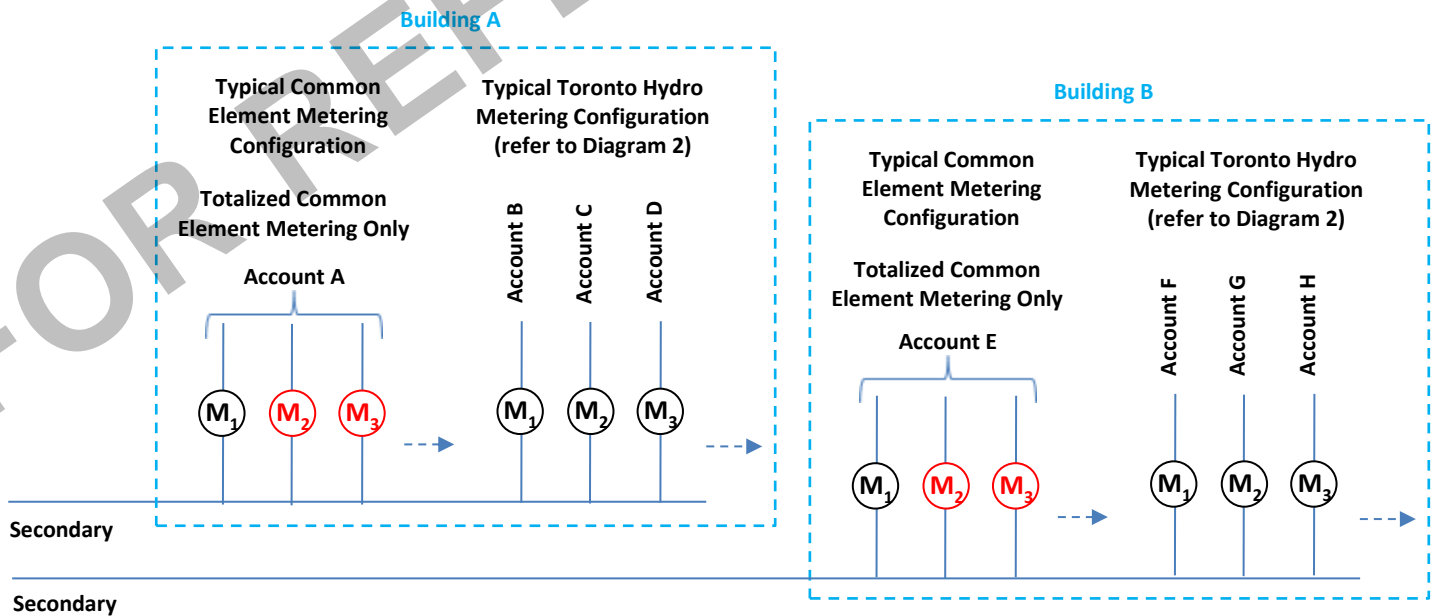 Building A
Typical Common
Element Metering
Configuration
Totalized Common
Element Metering Only
Account A
M1
M2
M3
Typical Toronto Hydro
Metering Configuration
(refer to Diagram 2)
Account B
Account C
Account D
M1
M2
M3
Secondary
Building B
Typical Common
Element Metering
Configuration
Totalized Common
Element Metering Only
Account E
M1
M2
M3
Typical Toronto Hydro
Metering Configuration
(refer to Diagram 2)
Account F
Account G
Account H
M1
M2
M3
Secondary
FOR